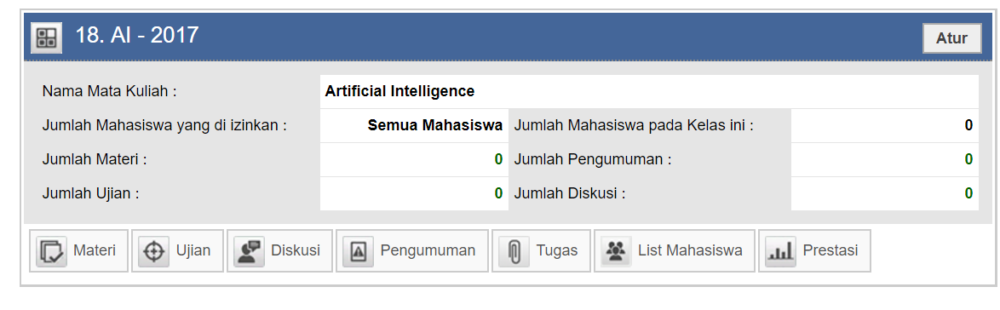 18. AI - 2017
Atur
Nama Mata Kuliah : Artificial Intelligence
Jumlah Mahasiswa yang di izinkan : Semua Mahasiswa Jumlah Mahasiswa pada Kelas ini : 0
Jumlah Materi : 0 Jumlah Pengumuman : 0
Jumlah Ujian : 0 Jumlah Diskusi : 0
Materi Ujian Diskusi Pengumuman Tugas List Mahasiswa Prestasi